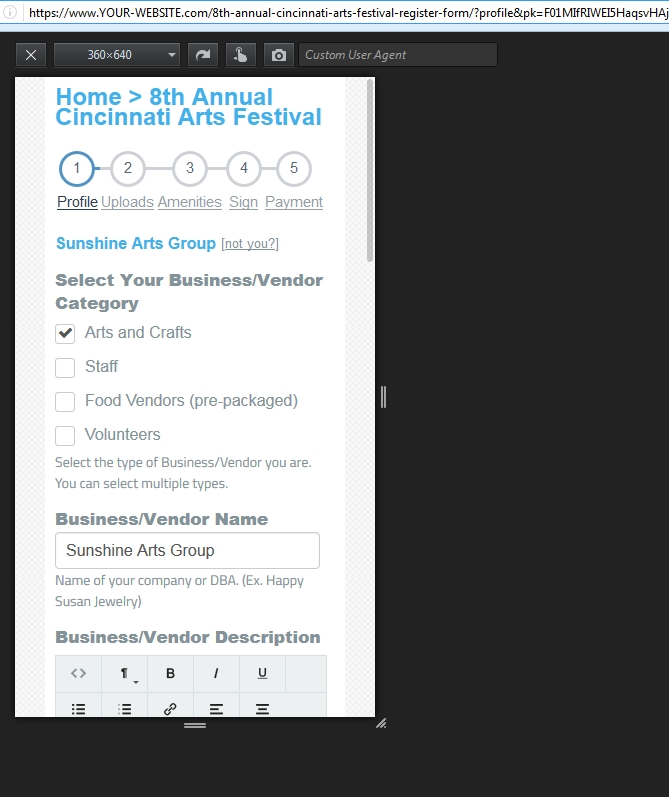 https://www.YOUR-WEBSITE.com/8th-annual-cincinnati-arts-festival-register-form/?profile&pk=F01MIfRIWEI5HaqsvHAj
360×640
Custom User Agent
Home > 8th Annual
Cincinnati Arts Festival
1 2 3 4 5
Profile Uploads Amenities Sign Payment
Sunshine Arts Group [not you?]
Select Your Business/Vendor
Category
Arts and Crafts
Staff
Food Vendors (pre-packaged)
Volunteers
Select the type of Business/Vendor you are.
You can select multiple types.
Business/Vendor Name
Sunshine Arts Group
Name of your company or DBA. (Ex. Happy
Susan Jewelry)
Business/Vendor Description
<> ¶ B I U